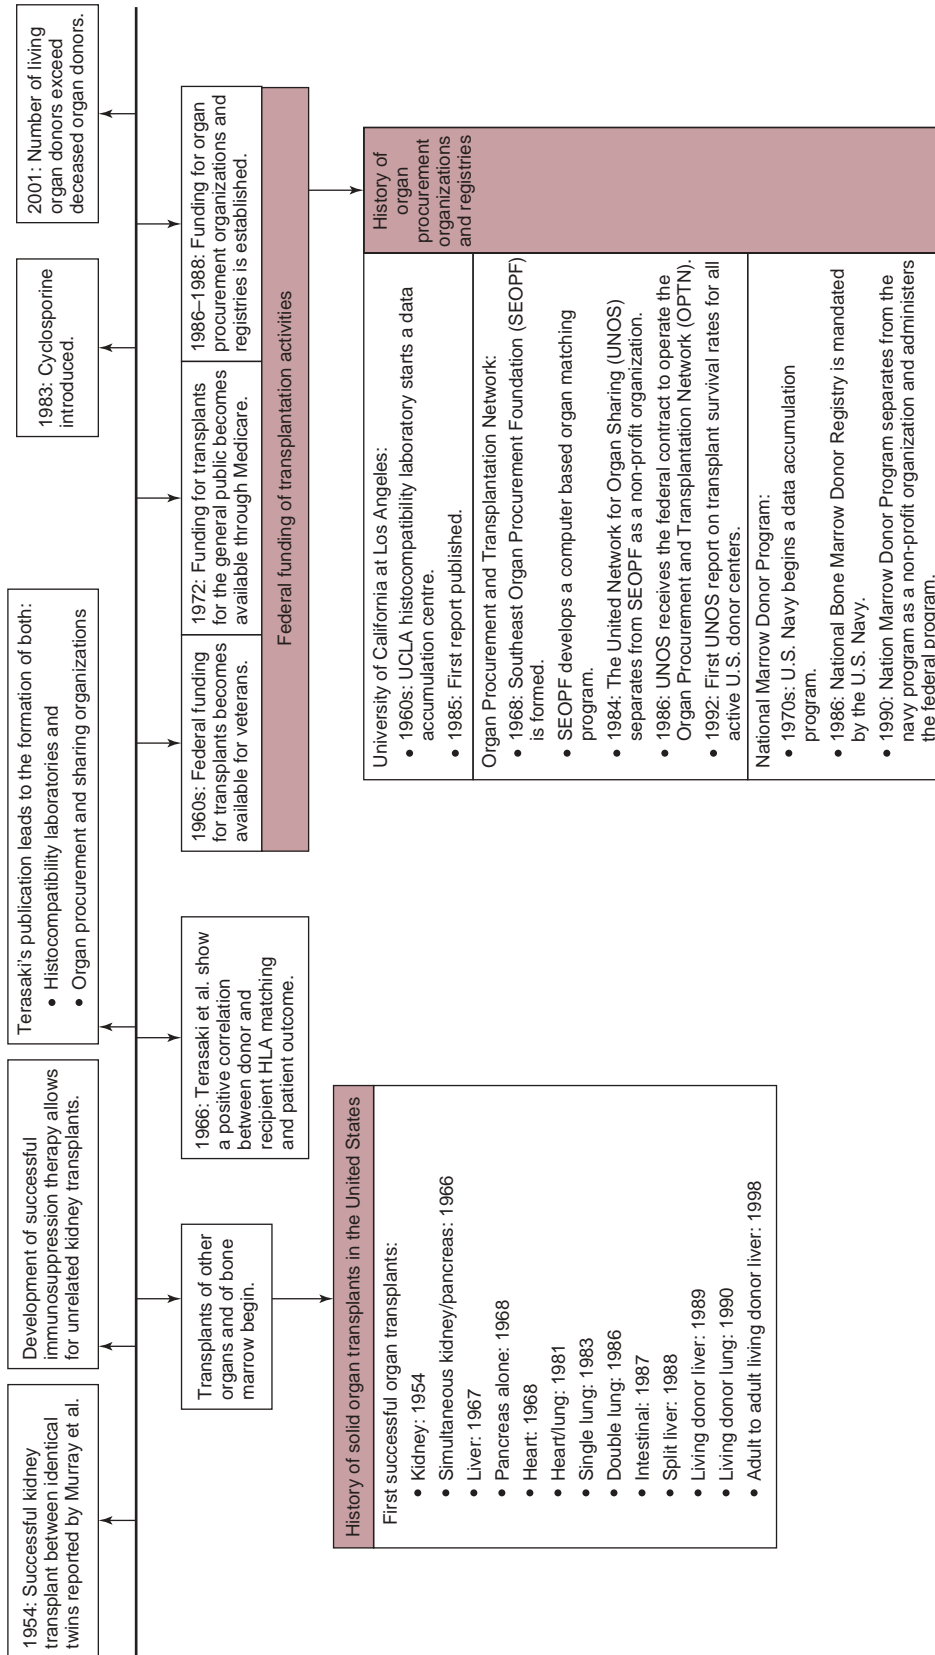 1954: Successful kidney
transplant between identical
twins reported by Murray et al.
Development of successful
immunosuppression therapy allows
for unrelated kidney transplants.
Terasaki's publication leads to the formation of both:
• Histocompatibility laboratories and
• Organ procurement and sharing organizations
1983: Cyclosporine
introduced.
2001: Number of living
organ donors exceed
deceased organ donors.
Transplants of other
organs and of bone
marrow begin.
1966: Terasaki et al. show
a positive correlation
between donor and
recipient HLA matching
and patient outcome.
1960s: Federal funding
for transplants becomes
available for veterans.
1972: Funding for transplants
for the general public becomes
available through Medicare.
1986–1988: Funding for organ
procurement organizations and
registries is established.
Federal funding of transplantation activities
History of solid organ transplants in the United States
First successful organ transplants:
• Kidney: 1954
• Simultaneous kidney/pancreas: 1966
• Liver: 1967
• Pancreas alone: 1968
• Heart: 1968
• Heart/lung: 1981
• Single lung: 1983
• Double lung: 1986
• Intestinal: 1987
• Split liver: 1988
• Living donor liver: 1989
• Living donor lung: 1990
• Adult to adult living donor liver: 1998
University of California at Los Angeles:
• 1960s: UCLA histocompatibility laboratory starts a data
accumulation centre.
• 1985: First report published.
Organ Procurement and Transplantation Network:
• 1968: Southeast Organ Procurement Foundation (SEOPF)
is formed.
• SEOPF develops a computer based organ matching
program.
• 1984: The United Network for Organ Sharing (UNOS)
separates from SEOPF as a non-profit organization.
• 1986: UNOS receives the federal contract to operate the
Organ Procurement and Transplantation Network (OPTN).
• 1992: First UNOS report on transplant survival rates for all
active U.S. donor centers.
National Marrow Donor Program:
• 1970s: U.S. Navy begins a data accumulation
program.
• 1986: National Bone Marrow Donor Registry is mandated
by the U.S. Navy.
• 1990: Nation Marrow Donor Program separates from the
navy program as a non-profit organization and administers
the federal program.
History of
organ
procurement
organizations
and registries